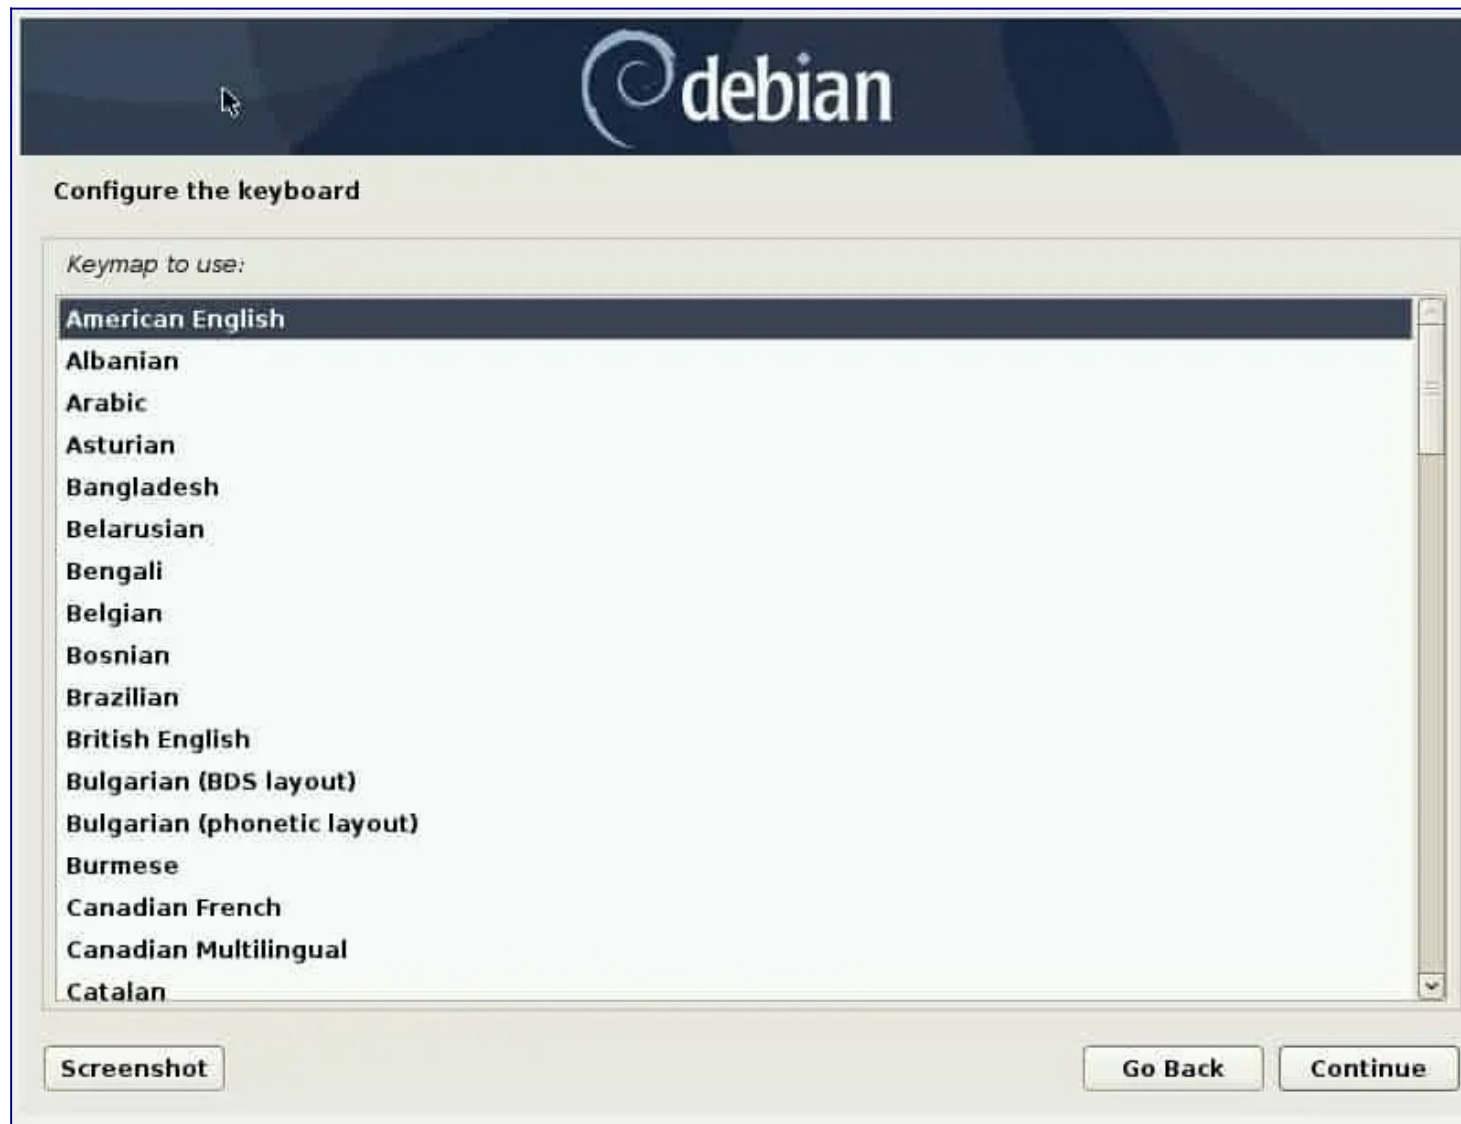 debian
Configure the keyboard
Keymap to use:
American English
Albanian
Arabic
Asturian
Bangladesh
Belarusian
Bengali
Belgian
Bosnian
Brazilian
British English
Bulgarian (BDS layout)
Bulgarian (phonetic layout)
Burmese
Canadian French
Canadian Multilingual
Catalan
Screenshot
Go Back
Continue